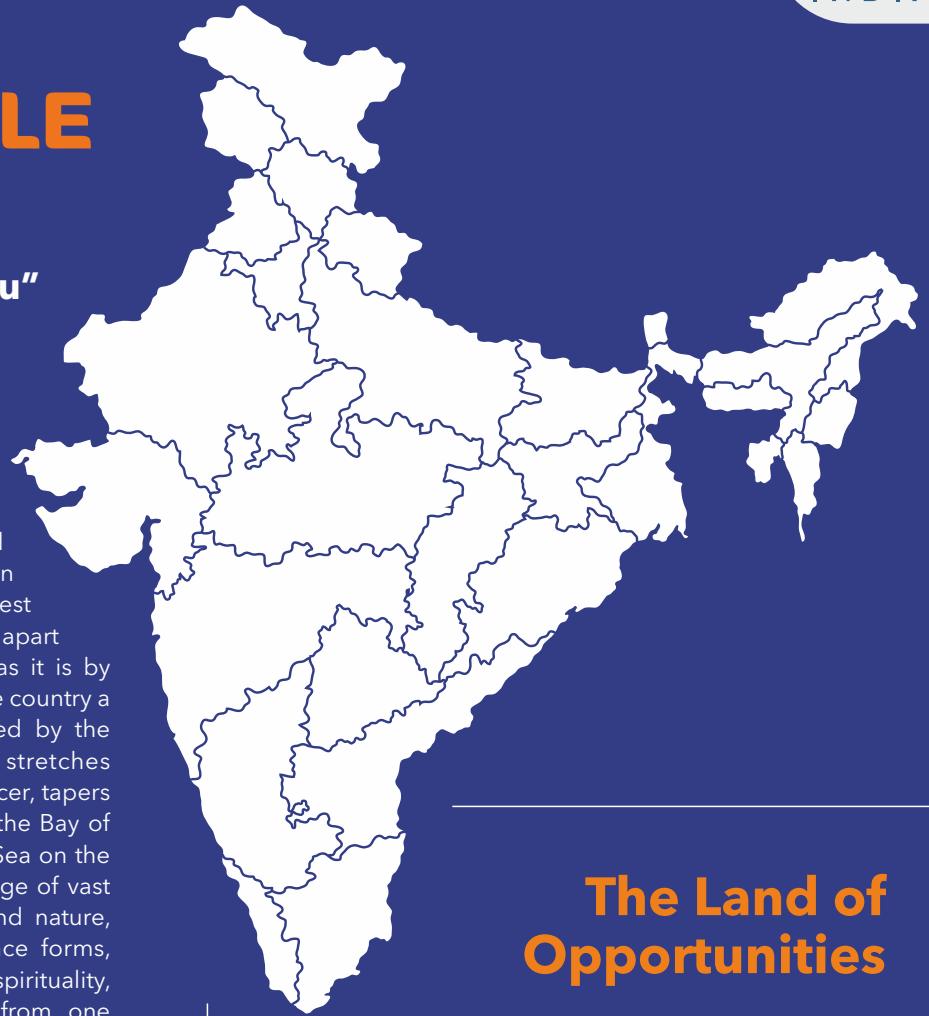 LE
u”
n
est
apart
as it is by
country a
ed by the
stretches
cer, tapers
the Bay of
Sea on the
ge of vast
nd nature,
ce forms,
spirituality,
from one
The Land of
Opportunities